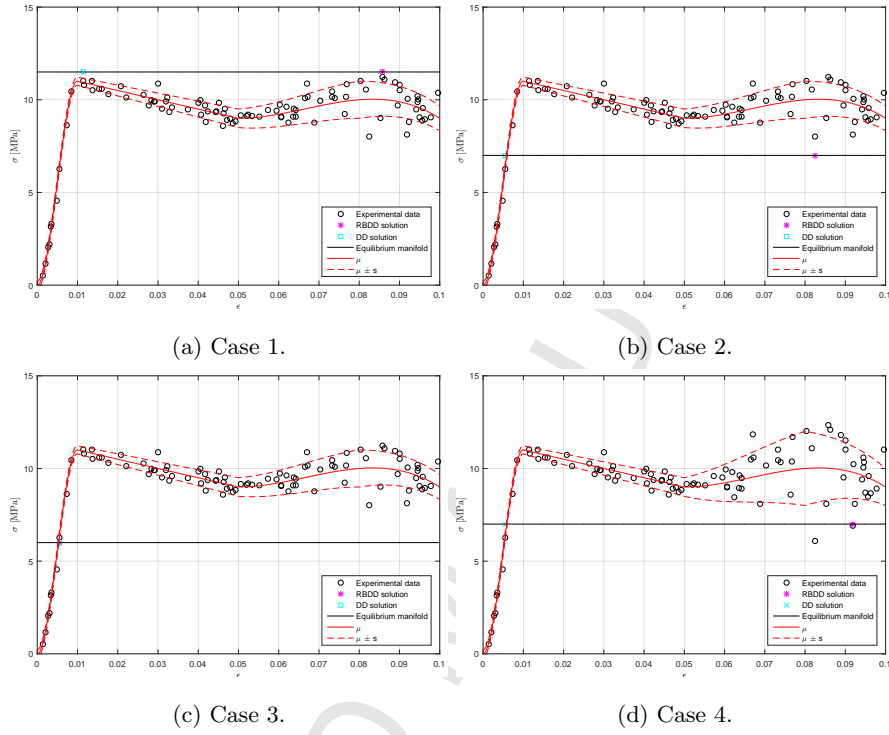 15
10
5
0
σ [MPa]
Experimental data
RBDD solution
DD solution
Equilibrium manifold
μ
μ ± s
0 0.01 0.02 0.03 0.04 0.05 0.06 0.07 0.08 0.09 0.1
ϵ
(a) Case 1.
15
10
5
0
σ [MPa]
Experimental data
RBDD solution
DD solution
Equilibrium manifold
μ
μ ± s
0 0.01 0.02 0.03 0.04 0.05 0.06 0.07 0.08 0.09 0.1
ϵ
(b) Case 2.
15
10
5
0
σ [MPa]
Experimental data
RBDD solution
DD solution
Equilibrium manifold
μ
μ ± s
0 0.01 0.02 0.03 0.04 0.05 0.06 0.07 0.08 0.09 0.1
ϵ
(c) Case 3.
15
10
5
0
σ [MPa]
Experimental data
RBDD solution
DD solution
Equilibrium manifold
μ
μ ± s
0 0.01 0.02 0.03 0.04 0.05 0.06 0.07 0.08 0.09 0.1
ϵ
(d) Case 4.